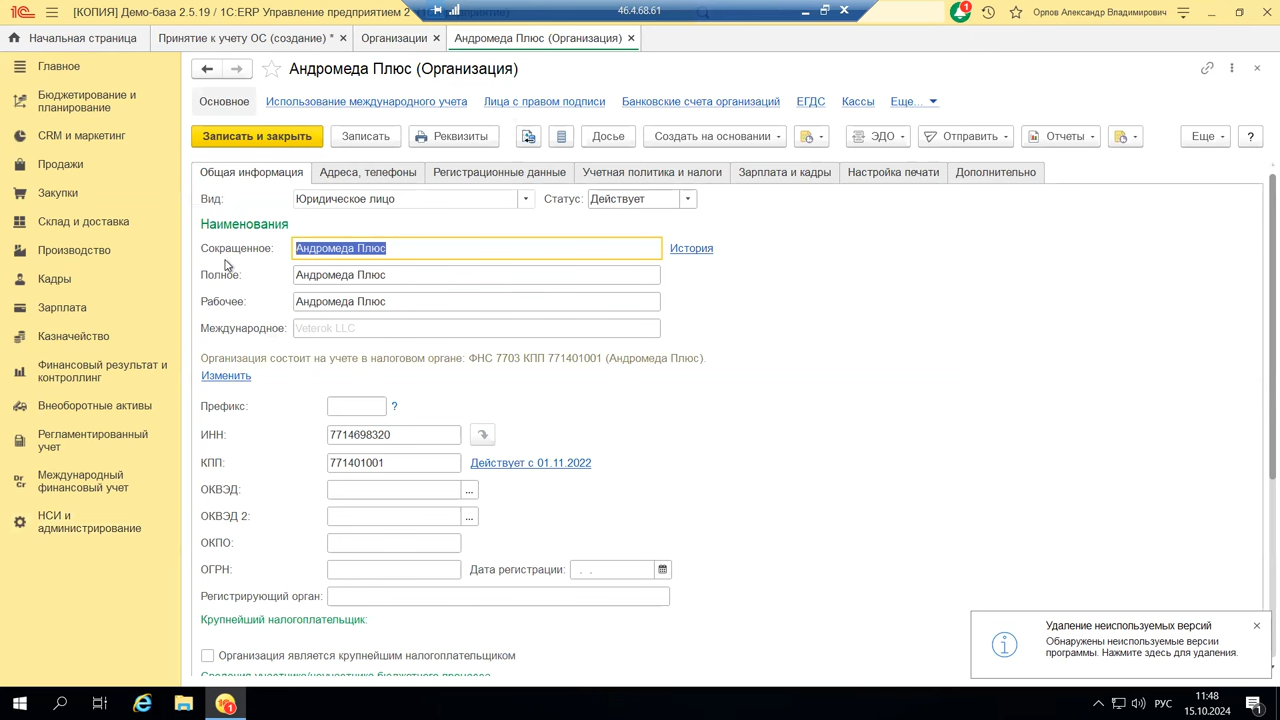 [КОПИЯ] Демо-база 2.5.19 / 1С:ERP Управление предприятием 2
46.4.68.61
Орлов Александр Владимирович
Начальная страница
Принятие к учету ОС (создание) *
Организации
Андромеда Плюс (Организация)
Главное
Бюджетирование и
планирование
CRM и маркетинг
Продажи
Закупки
Склад и доставка
Производство
Кадры
Зарплата
Казначейство
Финансовый результат и
контроллинг
Внеоборотные активы
Регламентированный
учет
Dr
Cr
Международный
финансовый учет
НСИ и
администрирование
Андромеда Плюс (Организация)
Основное
Использование международного учета
Лица с правом подписи
Банковские счета организаций
ЕГДС
Кассы
Еще...
Записать и закрыть
Записать
Реквизиты
Досье
Создать на основании
ЭДО
Отправить
Отчеты
Еще
?
Общая информация
Адреса, телефоны
Регистрационные данные
Учетная политика и налоги
Зарплата и кадры
Настройка печати
Дополнительно
Вид: Юридическое лицо Статус: Действует
Наименования
Сокращенное: Андромеда Плюс История
Полное: Андромеда Плюс
Рабочее: Андромеда Плюс
Международное: Veterok LLC
Организация состоит на учете в налоговом органе: ФНС 7703 КПП 771401001 (Андромеда Плюс).
Изменить
Префикс: ?
ИНН: 7714698320
КПП: 771401001 Действует с 01.11.2022
ОКВЭД: ...
ОКВЭД 2: ...
ОКПО:
ОГРН: Дата регистрации: . .
Регистрирующий орган:
Крупнейший налогоплательщик:
Организация является крупнейшим налогоплательщиком
Удаление неиспользуемых версий
Обнаружены неиспользуемые версии
программы. Нажмите здесь для удаления.
1
РУС
11:48
15.10.2024
1